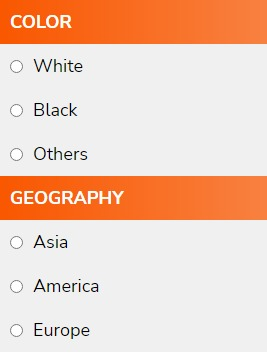 COLOR
White
Black
Others
GEOGRAPHY
Asia
America
Europe